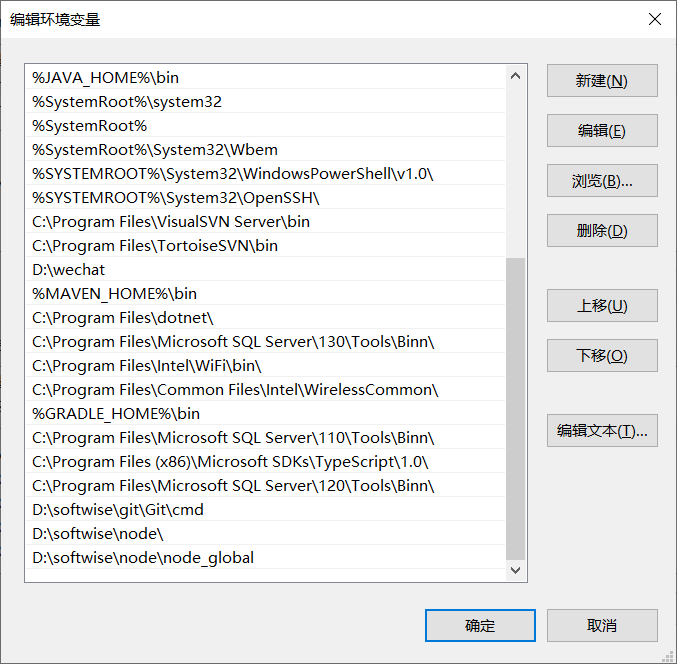 编辑环境变量
%JAVA_HOME%\bin
%SystemRoot%\system32
%SystemRoot%
%SystemRoot%\System32\Wbem
%SYSTEMROOT%\System32\WindowsPowerShell\v1.0\
%SYSTEMROOT%\System32\OpenSSH\
C:\Program Files\VisualSVN Server\bin
C:\Program Files\TortoiseSVN\bin
D:\wechat
%MAVEN_HOME%\bin
C:\Program Files\dotnet\
C:\Program Files\Microsoft SQL Server\130\Tools\Binn\
C:\Program Files\Intel\WiFi\bin\
C:\Program Files\Common Files\Intel\WirelessCommon\
%GRADLE_HOME%\bin
C:\Program Files\Microsoft SQL Server\110\Tools\Binn\
C:\Program Files (x86)\Microsoft SDKs\TypeScript\1.0\
C:\Program Files\Microsoft SQL Server\120\Tools\Binn\
D:\softwise\git\Git\cmd
D:\softwise\node\
D:\softwise\node\node_global
新建(N)
编辑(E)
浏览(B)...
删除(D)
上移(U)
下移(O)
编辑文本(T)...
确定
取消